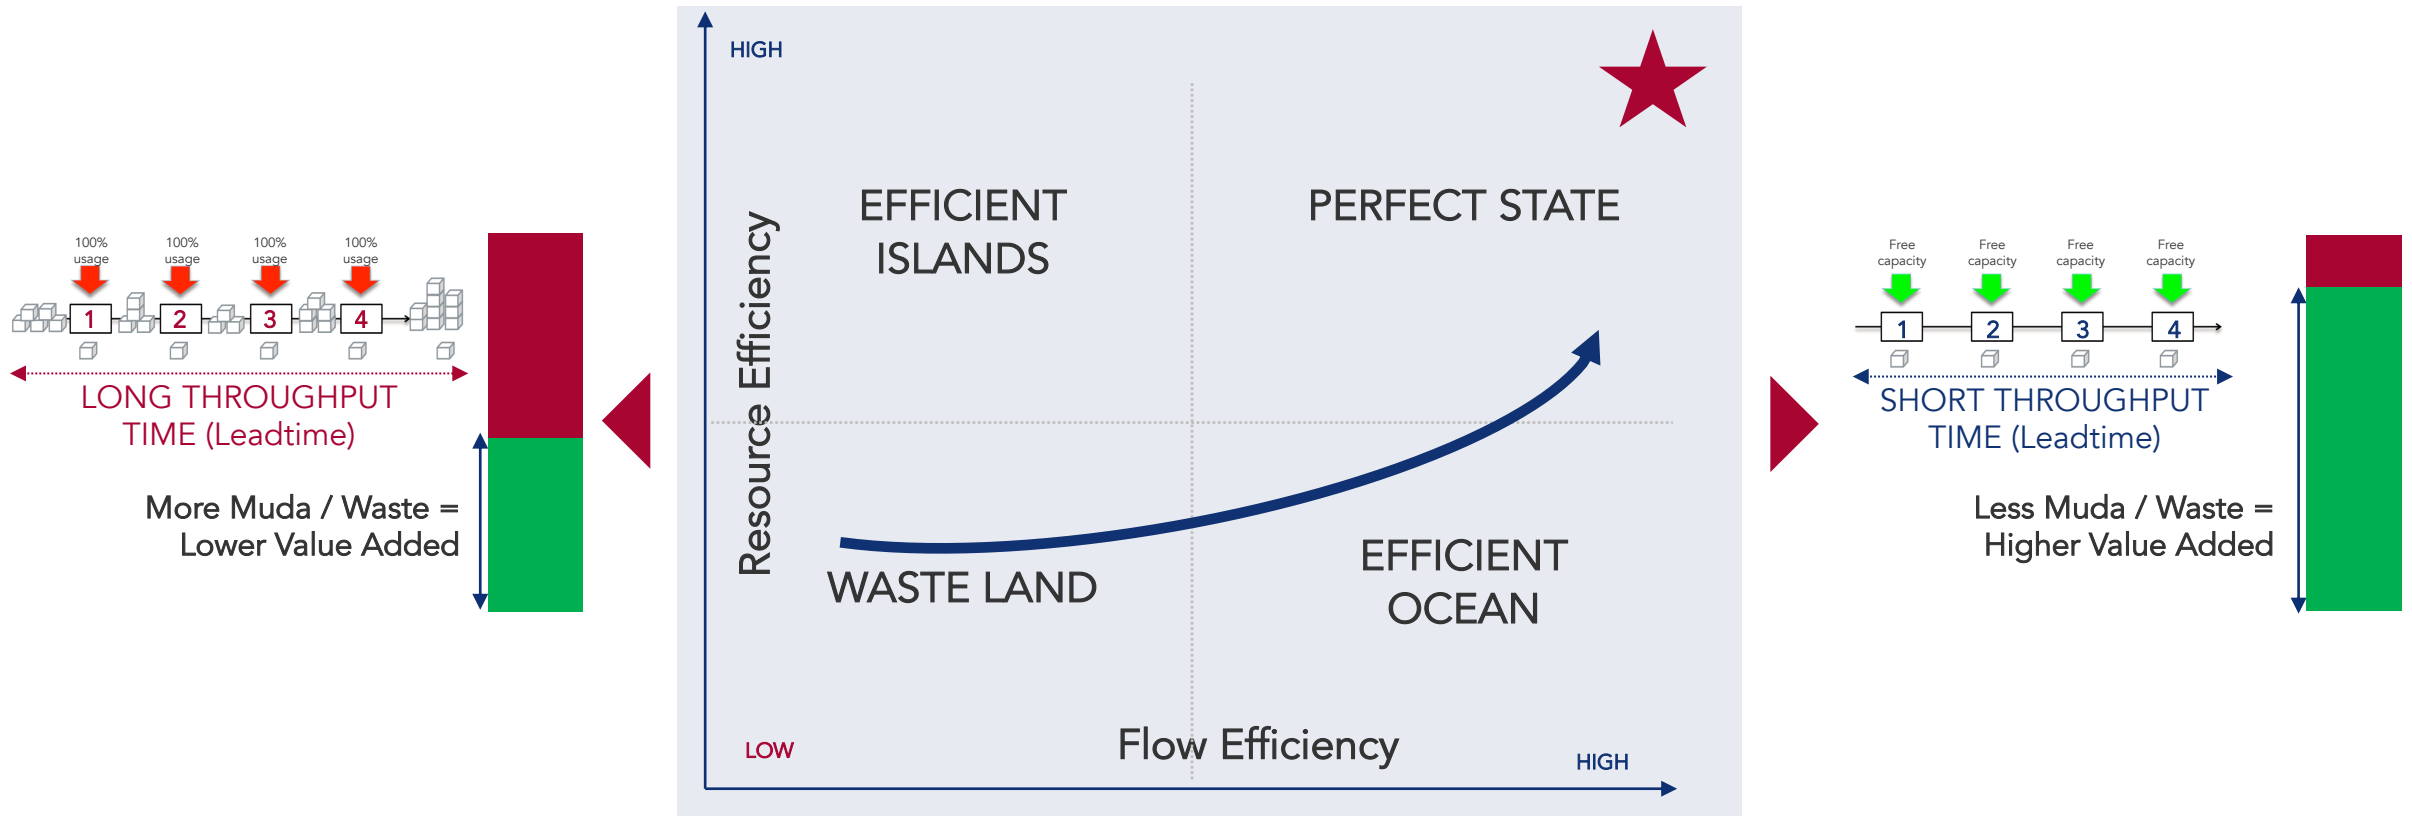 100% usage
100% usage
100% usage
100% usage
1
2
3
4
LONG THROUGHPUT
TIME (Leadtime)
More Muda / Waste =
Lower Value Added
HIGH
Resource Efficiency
EFFICIENT
ISLANDS
PERFECT STATE
WASTE LAND
EFFICIENT
OCEAN
LOW
Flow Efficiency
HIGH
Free capacity
Free capacity
Free capacity
Free capacity
1
2
3
4
SHORT THROUGHPUT
TIME (Leadtime)
Less Muda / Waste =
Higher Value Added